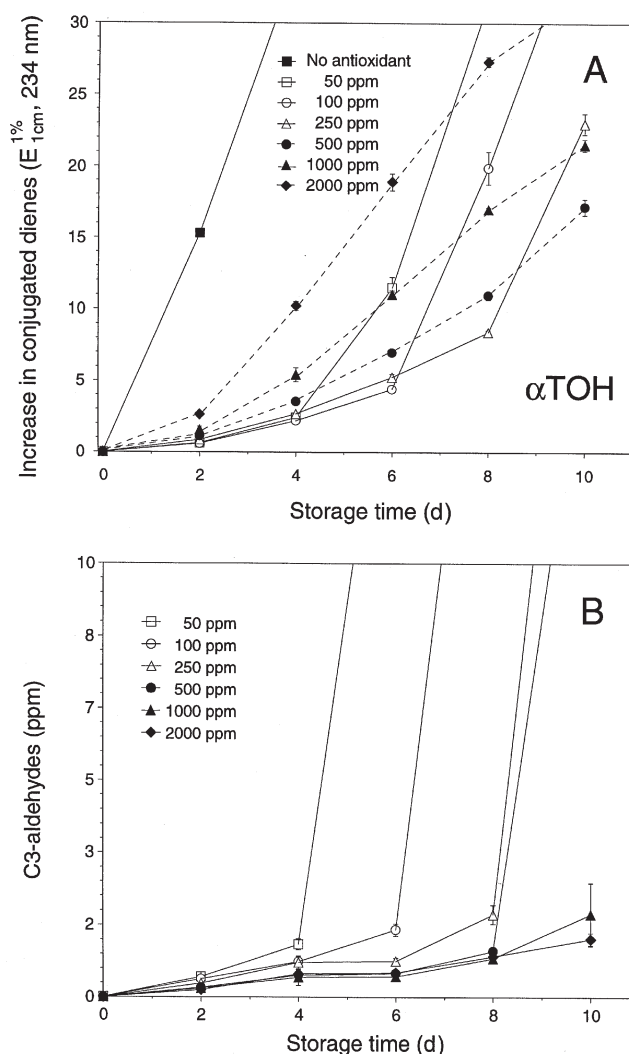 30
25
20
15
10
5
0
Increase in conjugated dienes (E 1% 1cm, 234 nm)
No antioxidant
50 ppm
100 ppm
250 ppm
500 ppm
1000 ppm
2000 ppm
A
αTOH
0 2 4 6 8 10
Storage time (d)
10
8
7
5
3
2
0
C3-aldehydes (ppm)
50 ppm
100 ppm
250 ppm
500 ppm
1000 ppm
2000 ppm
B
0 2 4 6 8 10
Storage time (d)